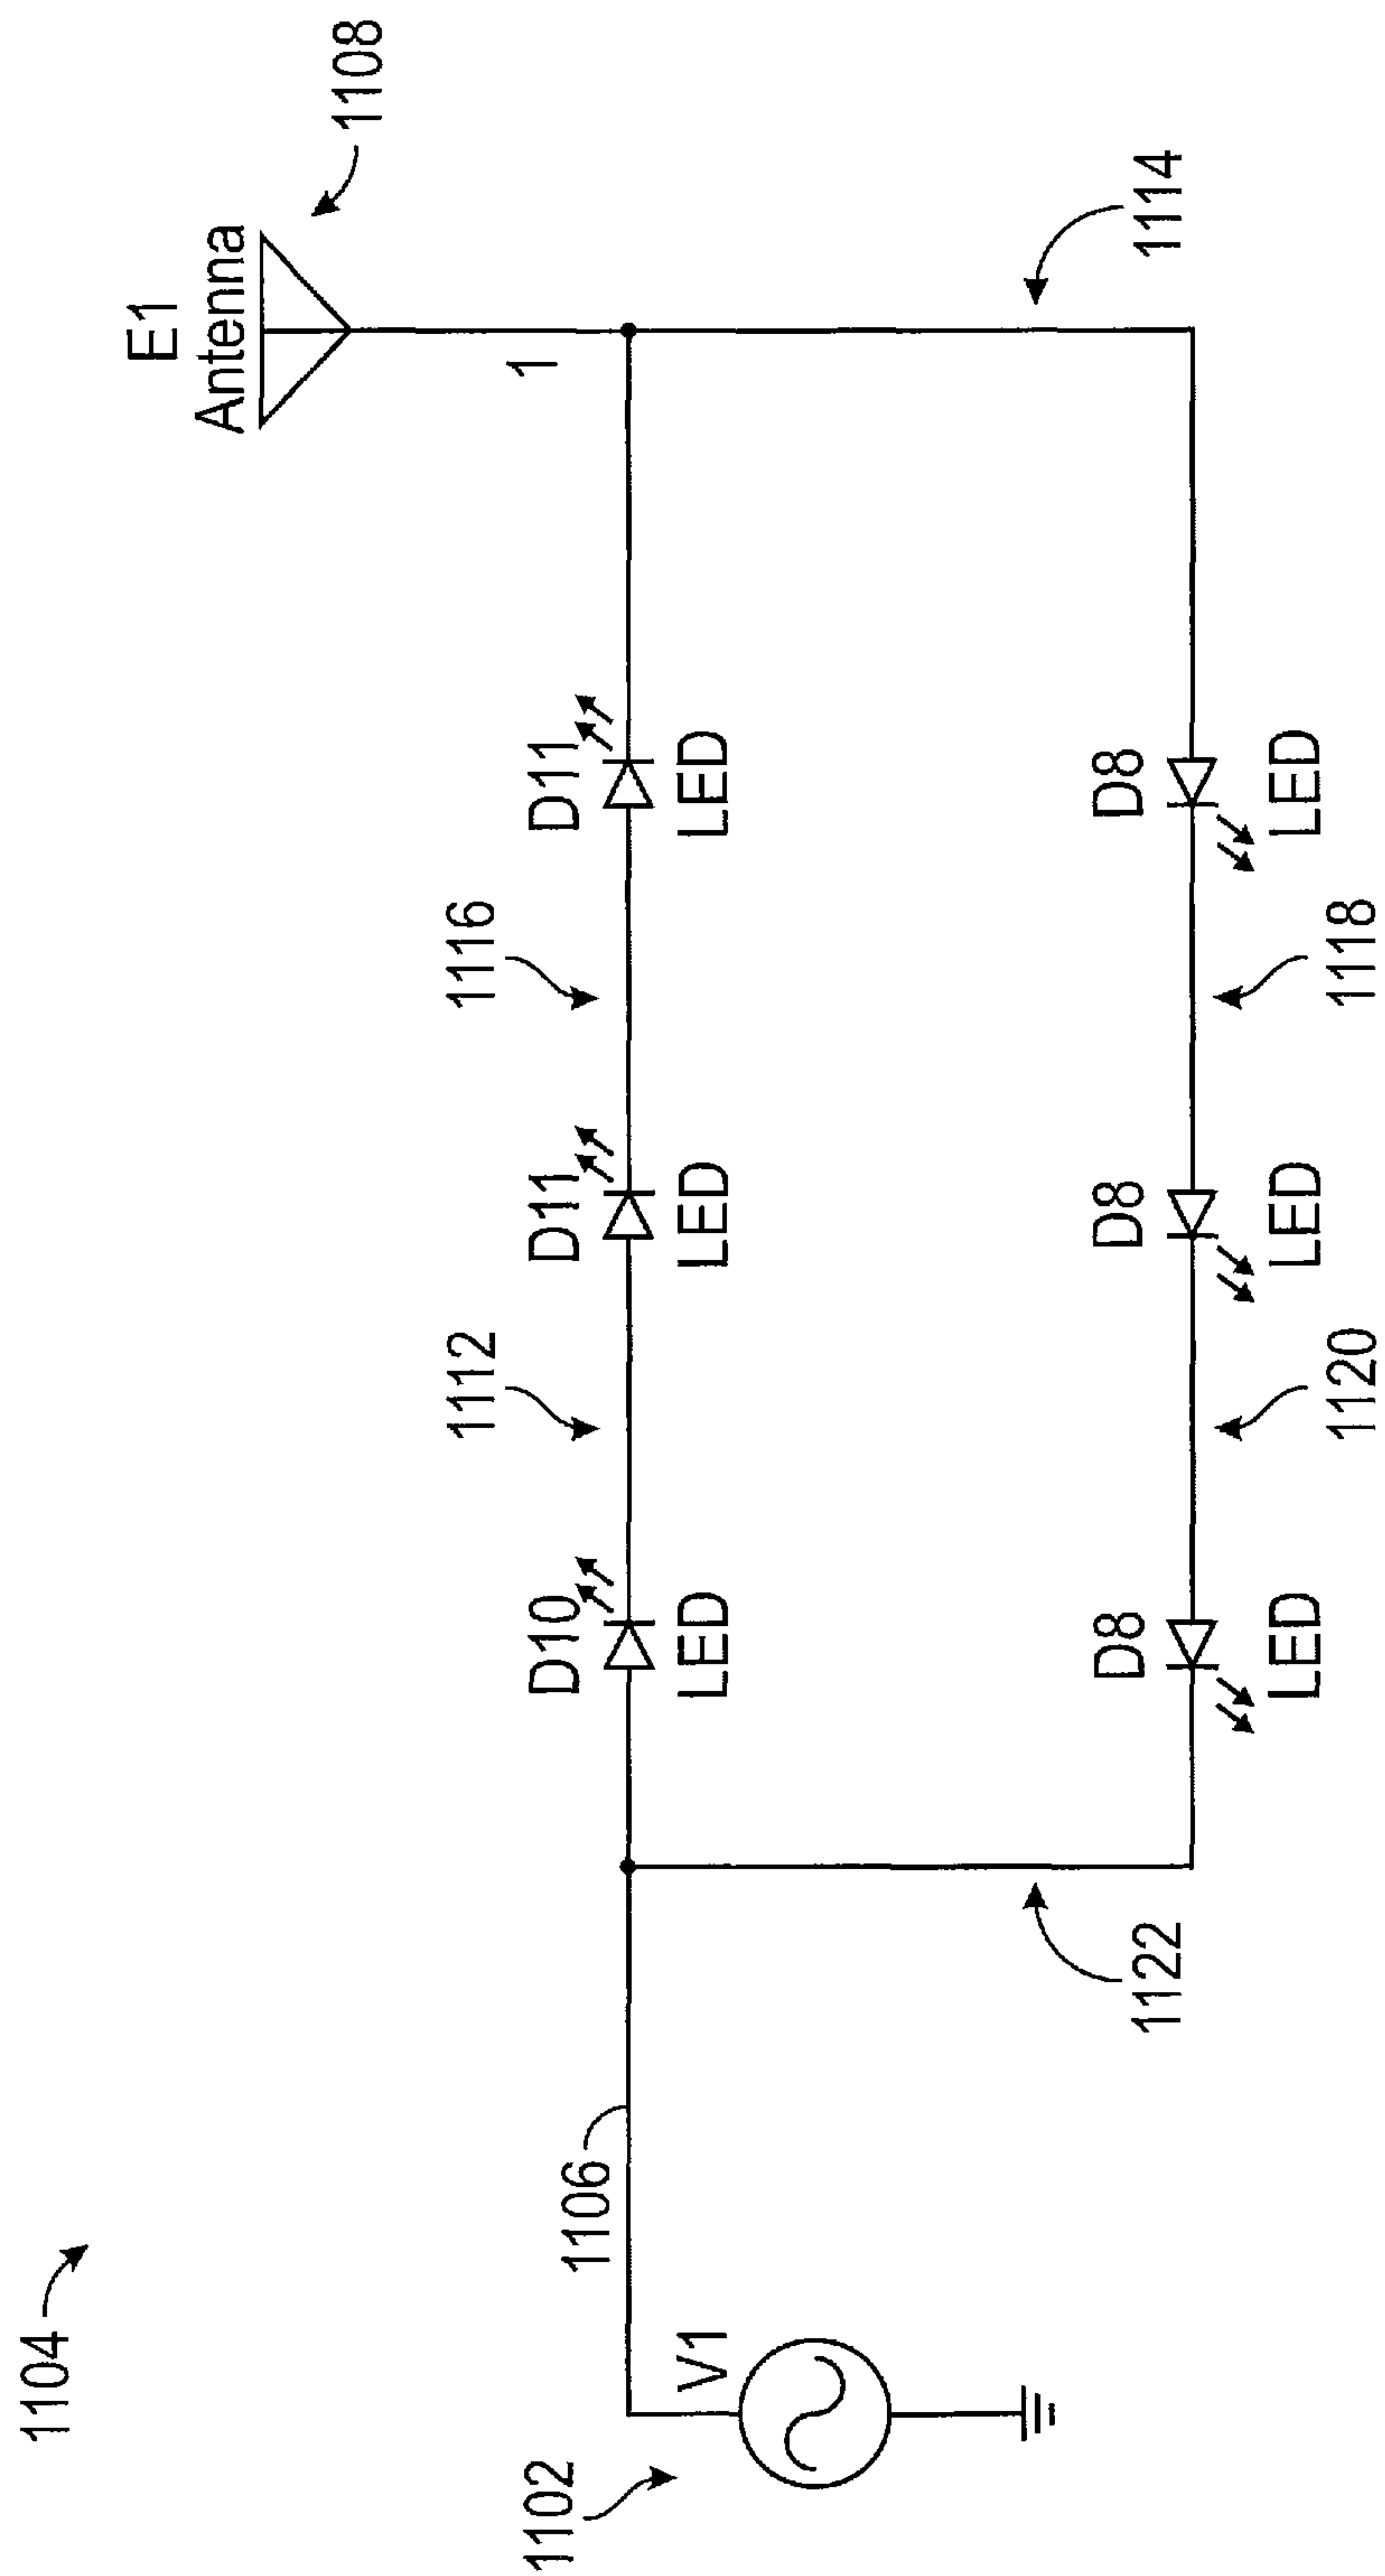 1104
E1
Antenna
1108
1112
1116
D10
D11
D11
LED
LED
LED
1
1106
1102
V1
1122
1114
D8
D8
D8
LED
LED
LED
1120
1118